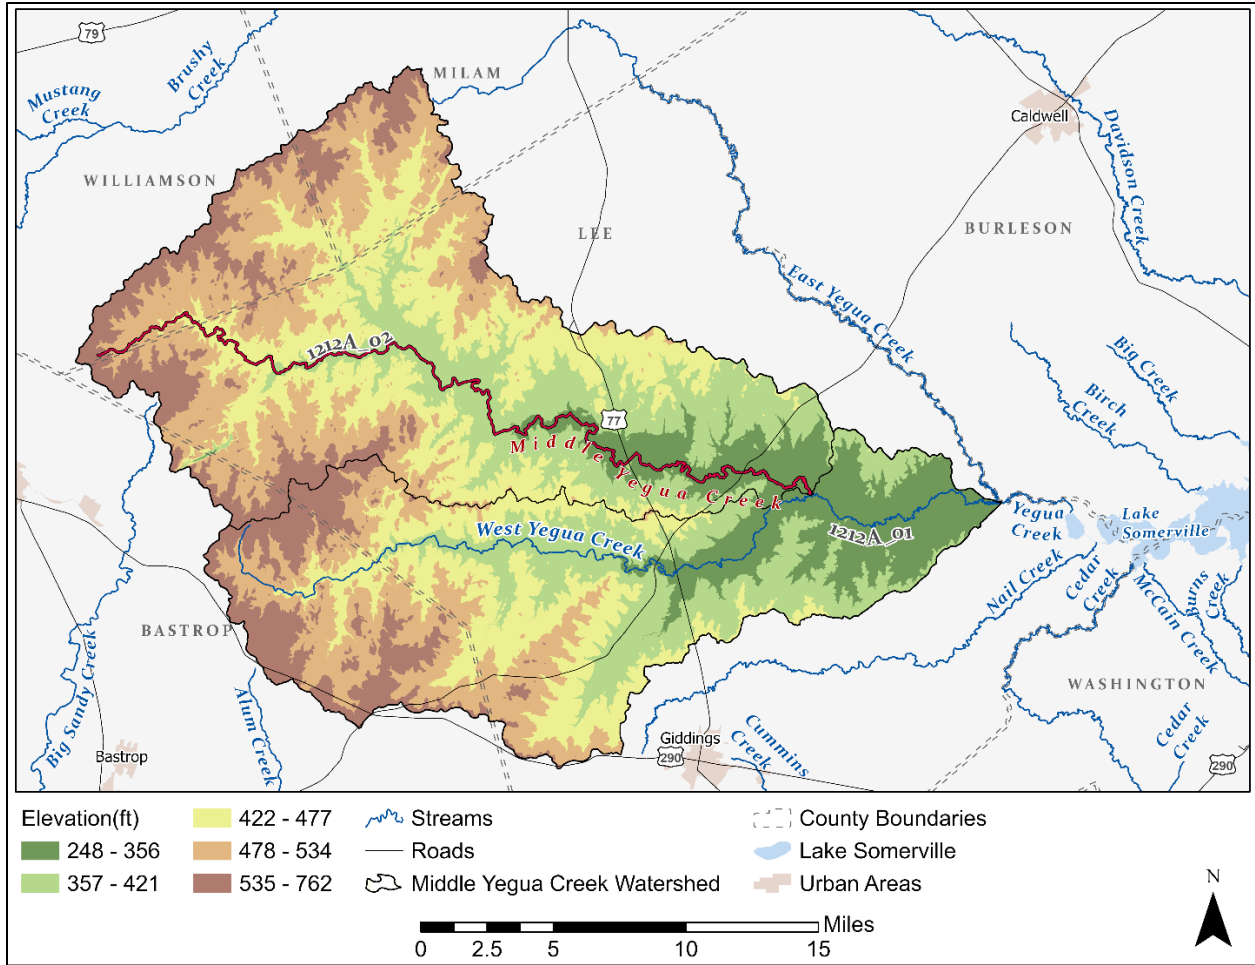 79
MILAM
Brushy
Creek
Mustang
Creek
Caldwell
Davidson Creek
WILLIAMSON
LEE
BURLESON
East Yegua Creek
1212A_02
Big Creek
Birch
Creek
77
Middle Yegua Creek
West Yegua Creek
1212A_01
Yegua
Creek
Lake
Somerville
Nail Creek
Cedar
Creek
McCain Creek
Burns
Creek
BASTROP
Big Sandy Creek
Alum Creek
WASHINGTON
Cedar
Creek
Bastrop
Giddings
290
Cummins
Creek
290
Elevation(ft)
248 - 356
357 - 421
422 - 477
478 - 534
535 - 762
Streams
Roads
Middle Yegua Creek Watershed
County Boundaries
Lake Somerville
Urban Areas
N
Miles
0 2.5 5 10 15